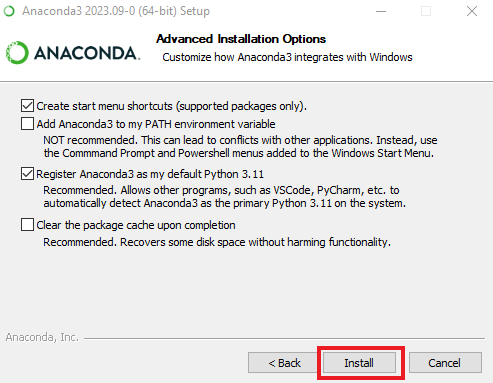 Anaconda3 2023.09-0 (64-bit) Setup
Advanced Installation Options
ANACONDA.
Customize how Anaconda3 integrates with Windows
Create start menu shortcuts (supported packages only).
Add Anaconda3 to my PATH environment variable
NOT recommended. This can lead to conflicts with other applications. Instead, use
the Commmand Prompt and Powershell menus added to the Windows Start Menu.
Register Anaconda3 as my default Python 3.11
Recommended. Allows other programs, such as VSCode, PyCharm, etc. to
automatically detect Anaconda3 as the primary Python 3.11 on the system.
Clear the package cache upon completion
Recommended. Recovers some disk space without harming functionality.
Anaconda, Inc.
< Back Install Cancel